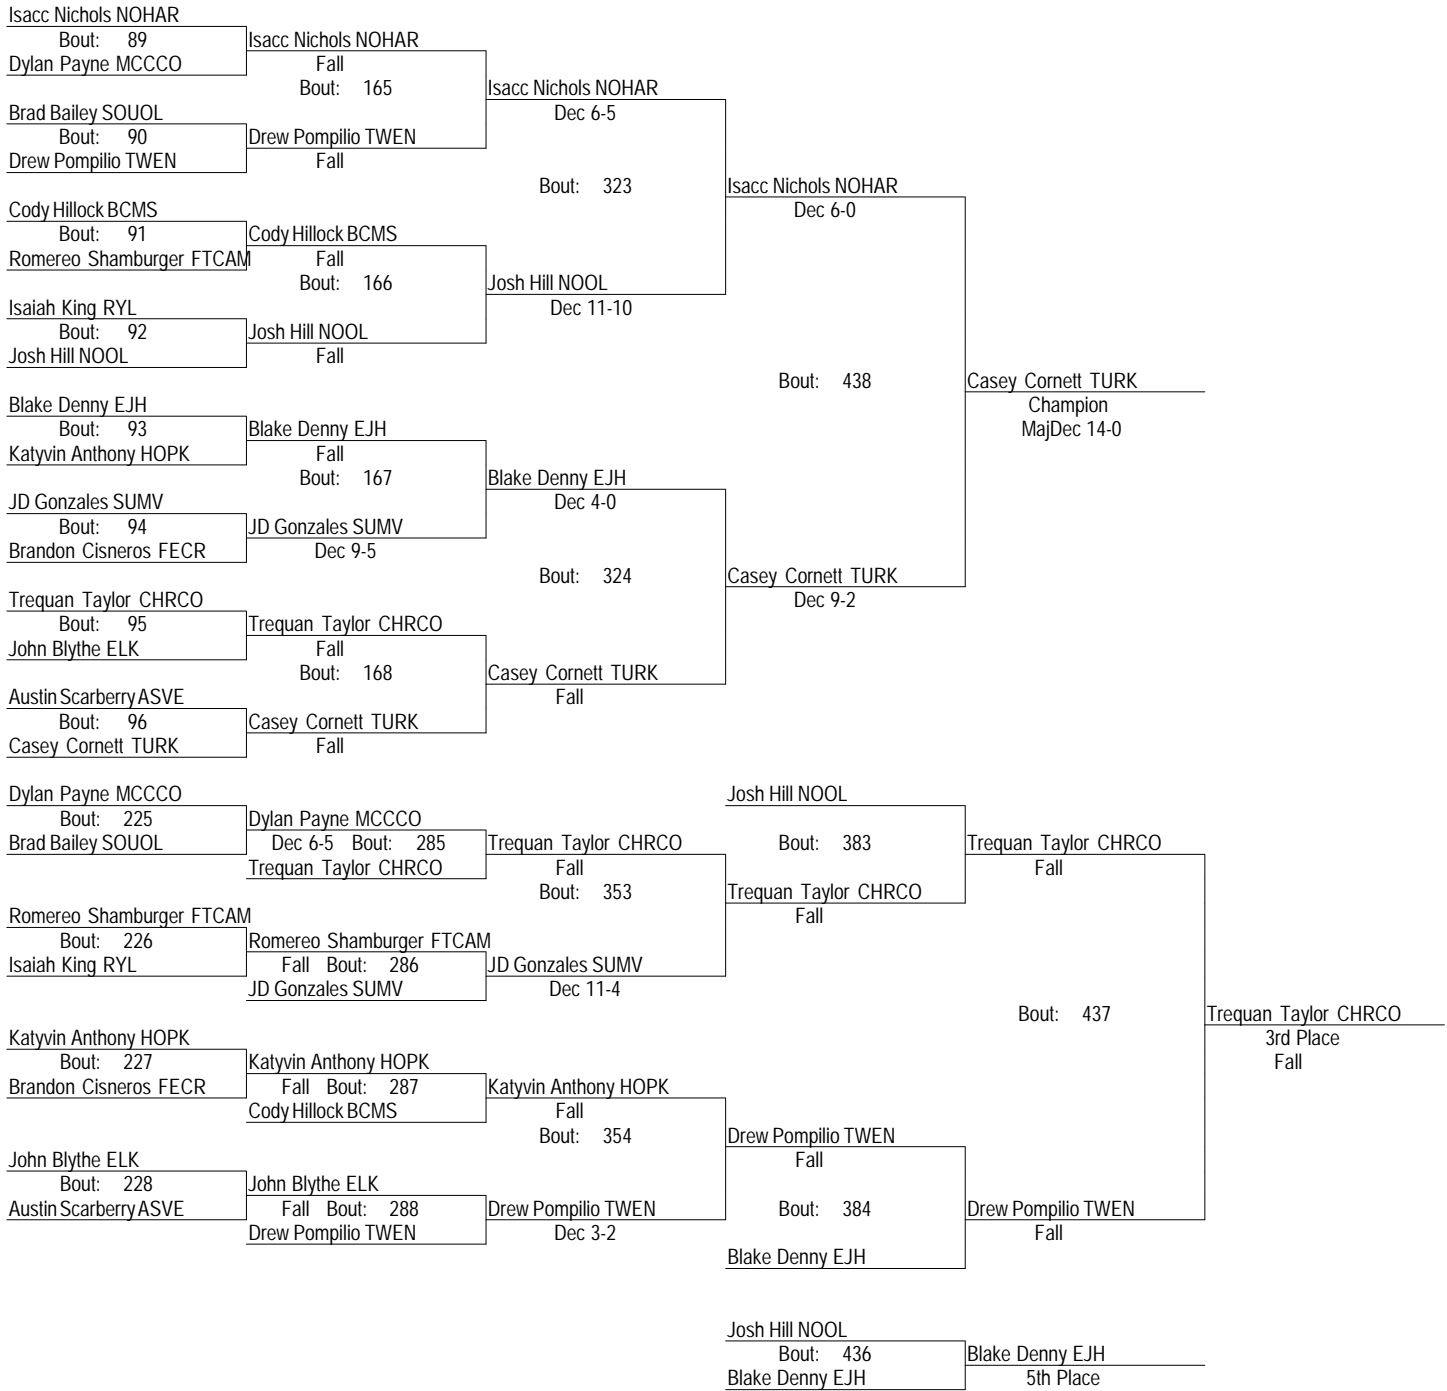 Isacc Nichols NOHAR
Bout: 89
Isacc Nichols NOHAR
Dylan Payne MCCCO
Fall
Bout: 165
Isacc Nichols NOHAR
Brad Bailey SOUOL
Dec 6-5
Bout: 90
Drew Pompilio TWEN
Drew Pompilio TWEN
Fall
Bout: 323
Isacc Nichols NOHAR
Cody Hillock BCMS
Dec 6-0
Bout: 91
Cody Hillock BCMS
Romereo Shamburger FTCAM
Fall
Bout: 166
Josh Hill NOOL
Isaiah King RYL
Dec 11-10
Bout: 92
Josh Hill NOOL
Josh Hill NOOL
Fall
Bout: 438
Casey Cornett TURK
Blake Denny EJH
Champion
Bout: 93
Blake Denny EJH
MajDec 14-0
Katyvin Anthony HOPK
Fall
Bout: 167
Blake Denny EJH
JD Gonzales SUMV
Dec 4-0
Bout: 94
JD Gonzales SUMV
Brandon Cisneros FECR
Dec 9-5
Bout: 324
Casey Cornett TURK
Trequan Taylor CHRCO
Dec 9-2
Bout: 95
Trequan Taylor CHRCO
John Blythe ELK
Fall
Bout: 168
Casey Cornett TURK
Austin Scarberry ASVE
Fall
Bout: 96
Casey Cornett TURK
Casey Cornett TURK
Fall
Dylan Payne MCCCO
Josh Hill NOOL
Bout: 225
Dylan Payne MCCCO
Brad Bailey SOUOL
Dec 6-5 Bout: 285
Trequan Taylor CHRCO
Bout: 383
Trequan Taylor CHRCO
Trequan Taylor CHRCO
Fall
Fall
Bout: 353
Trequan Taylor CHRCO
Romereo Shamburger FTCAM
Fall
Bout: 226
Romereo Shamburger FTCAM
Isaiah King RYL
Fall Bout: 286
JD Gonzales SUMV
JD Gonzales SUMV
Dec 11-4
Bout: 437
Trequan Taylor CHRCO
Katyvin Anthony HOPK
3rd Place
Bout: 227
Katyvin Anthony HOPK
Fall
Brandon Cisneros FECR
Fall Bout: 287
Katyvin Anthony HOPK
Cody Hillock BCMS
Fall
Bout: 354
Drew Pompilio TWEN
John Blythe ELK
Fall
Bout: 228
John Blythe ELK
Austin Scarberry ASVE
Fall Bout: 288
Drew Pompilio TWEN
Bout: 384
Drew Pompilio TWEN
Drew Pompilio TWEN
Dec 3-2
Fall
Blake Denny EJH
Josh Hill NOOL
Bout: 436
Blake Denny EJH
Blake Denny EJH
5th Place